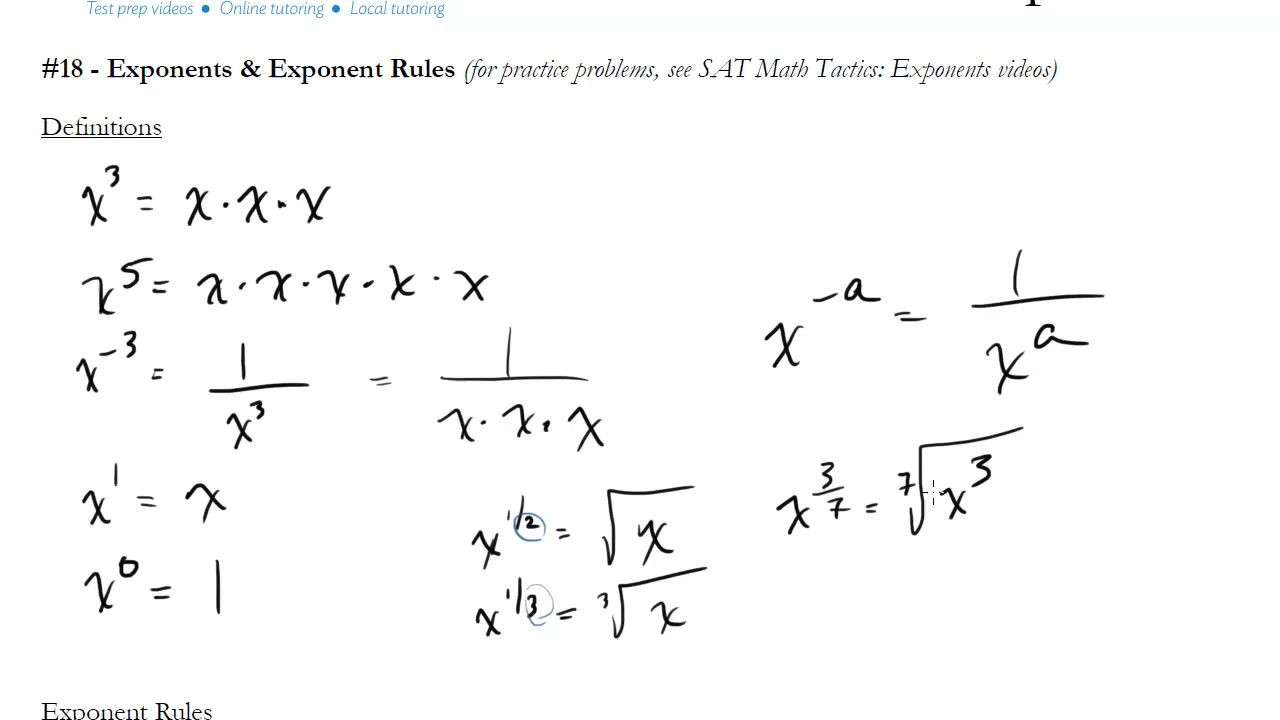 Test prep videos ● Online tutoring ● Local tutoring
#18 - Exponents & Exponent Rules (for practice problems, see SAT Math Tactics: Exponents videos)
Definitions
x³ = x · x · x
x⁵ = x · x · x · x · x
x⁻³ = 1/x³ = 1/(x · x · x)
x⁻ᵃ = 1/xᵃ
x¹ = x
x⁰ = 1
x^1/2 = √x
x^1/3 = ³√x
x^3/7 = ⁷√x³
Exponent Rules